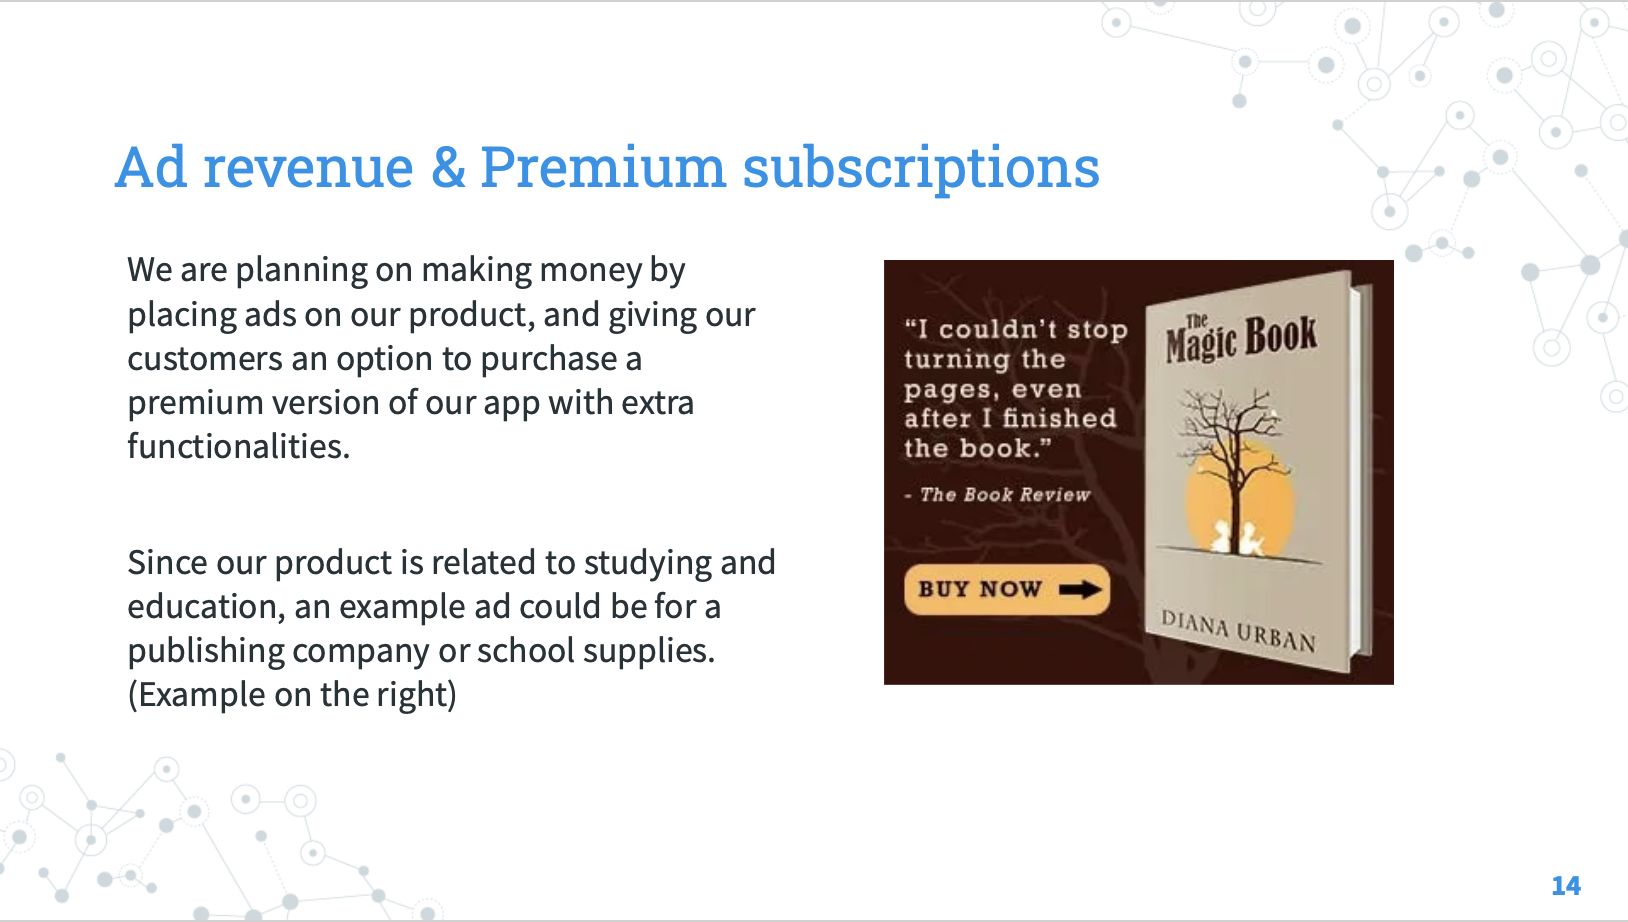 Ad revenue & Premium subscriptions
We are planning on making money by
placing ads on our product, and giving our
customers an option to purchase a
premium version of our app with extra
functionalities.
Since our product is related to studying and
education, an example ad could be for a
publishing company or school supplies.
(Example on the right)
“I couldn’t stop
turning the
pages, even
after I finished
the book.”
- The Book Review
BUY NOW
The
Magic Book
DIANA URBAN
14